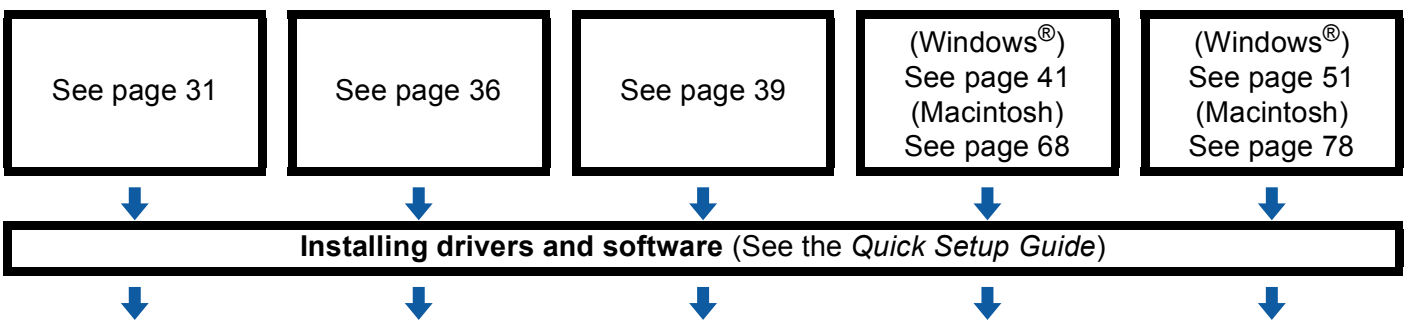 See page 31
See page 36
See page 39
(Windows®)
See page 41
(Macintosh)
See page 68
(Windows®)
See page 51
(Macintosh)
See page 78
Installing drivers and software (See the Quick Setup Guide)